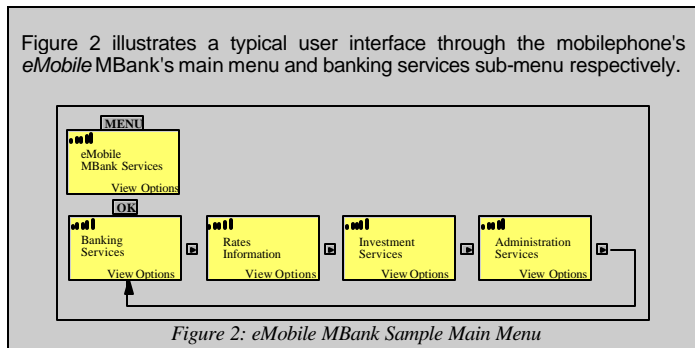 Figure 2 illustrates a typical user interface through the mobilephone's
eMobile MBank's main menu and banking services sub-menu respectively.
MENU
eMobile
MBank Services
View Options
OK
Banking
Services
View Options
Rates
Information
View Options
Investment
Services
View Options
Administration
Services
View Options
Figure 2: eMobile MBank Sample Main Menu